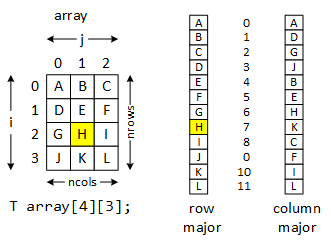 array
j
0 1 2
i
0 A B C
1 D E F
2 G H I
3 J K L
nrows
ncols
T array[4][3];
A 0 A
B 1 D
C 2 G
D 3 J
E 4 B
F 5 E
G 6 H
H 7 K
I 8 C
J 0 F
K 10 I
L 11 L
row major
column major